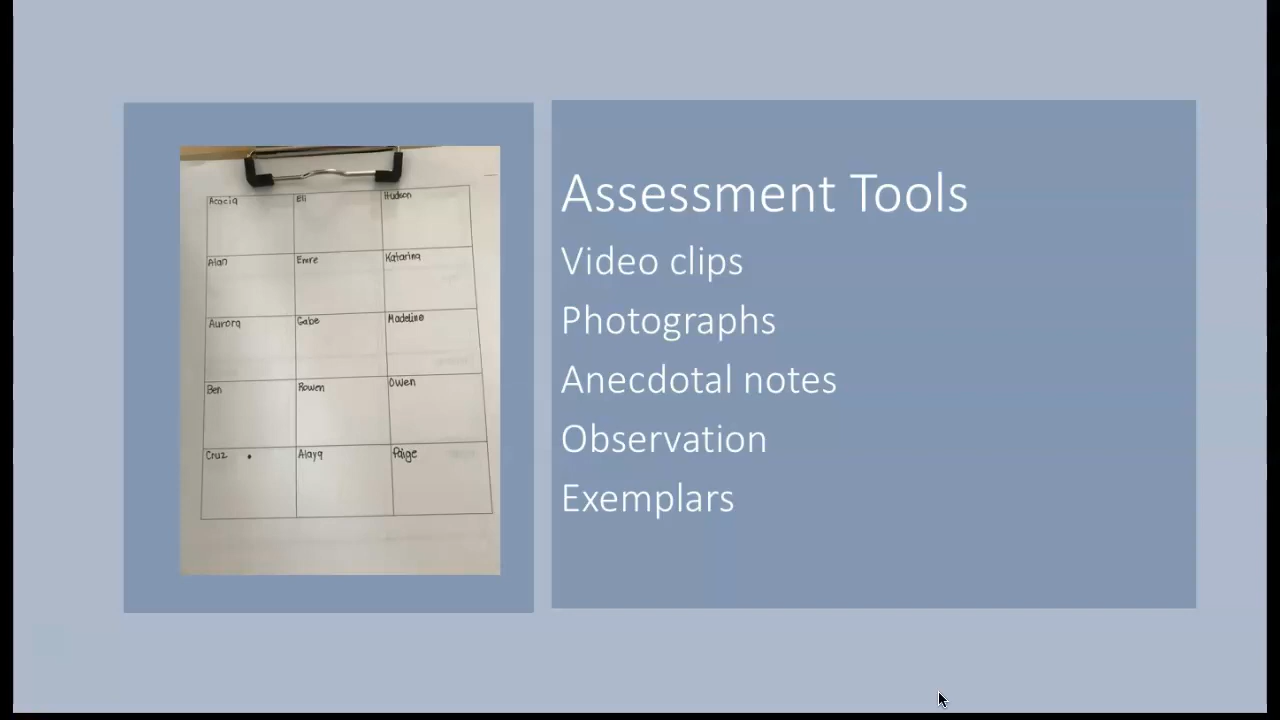 Assessment Tools
Video clips
Photographs
Anecdotal notes
Observation
Exemplars
Acacia Eli Hudson
Alan Emre Katarina
Aurora Gabe Madeline
Ben Rowen Owen
Cruz Alaya Paige